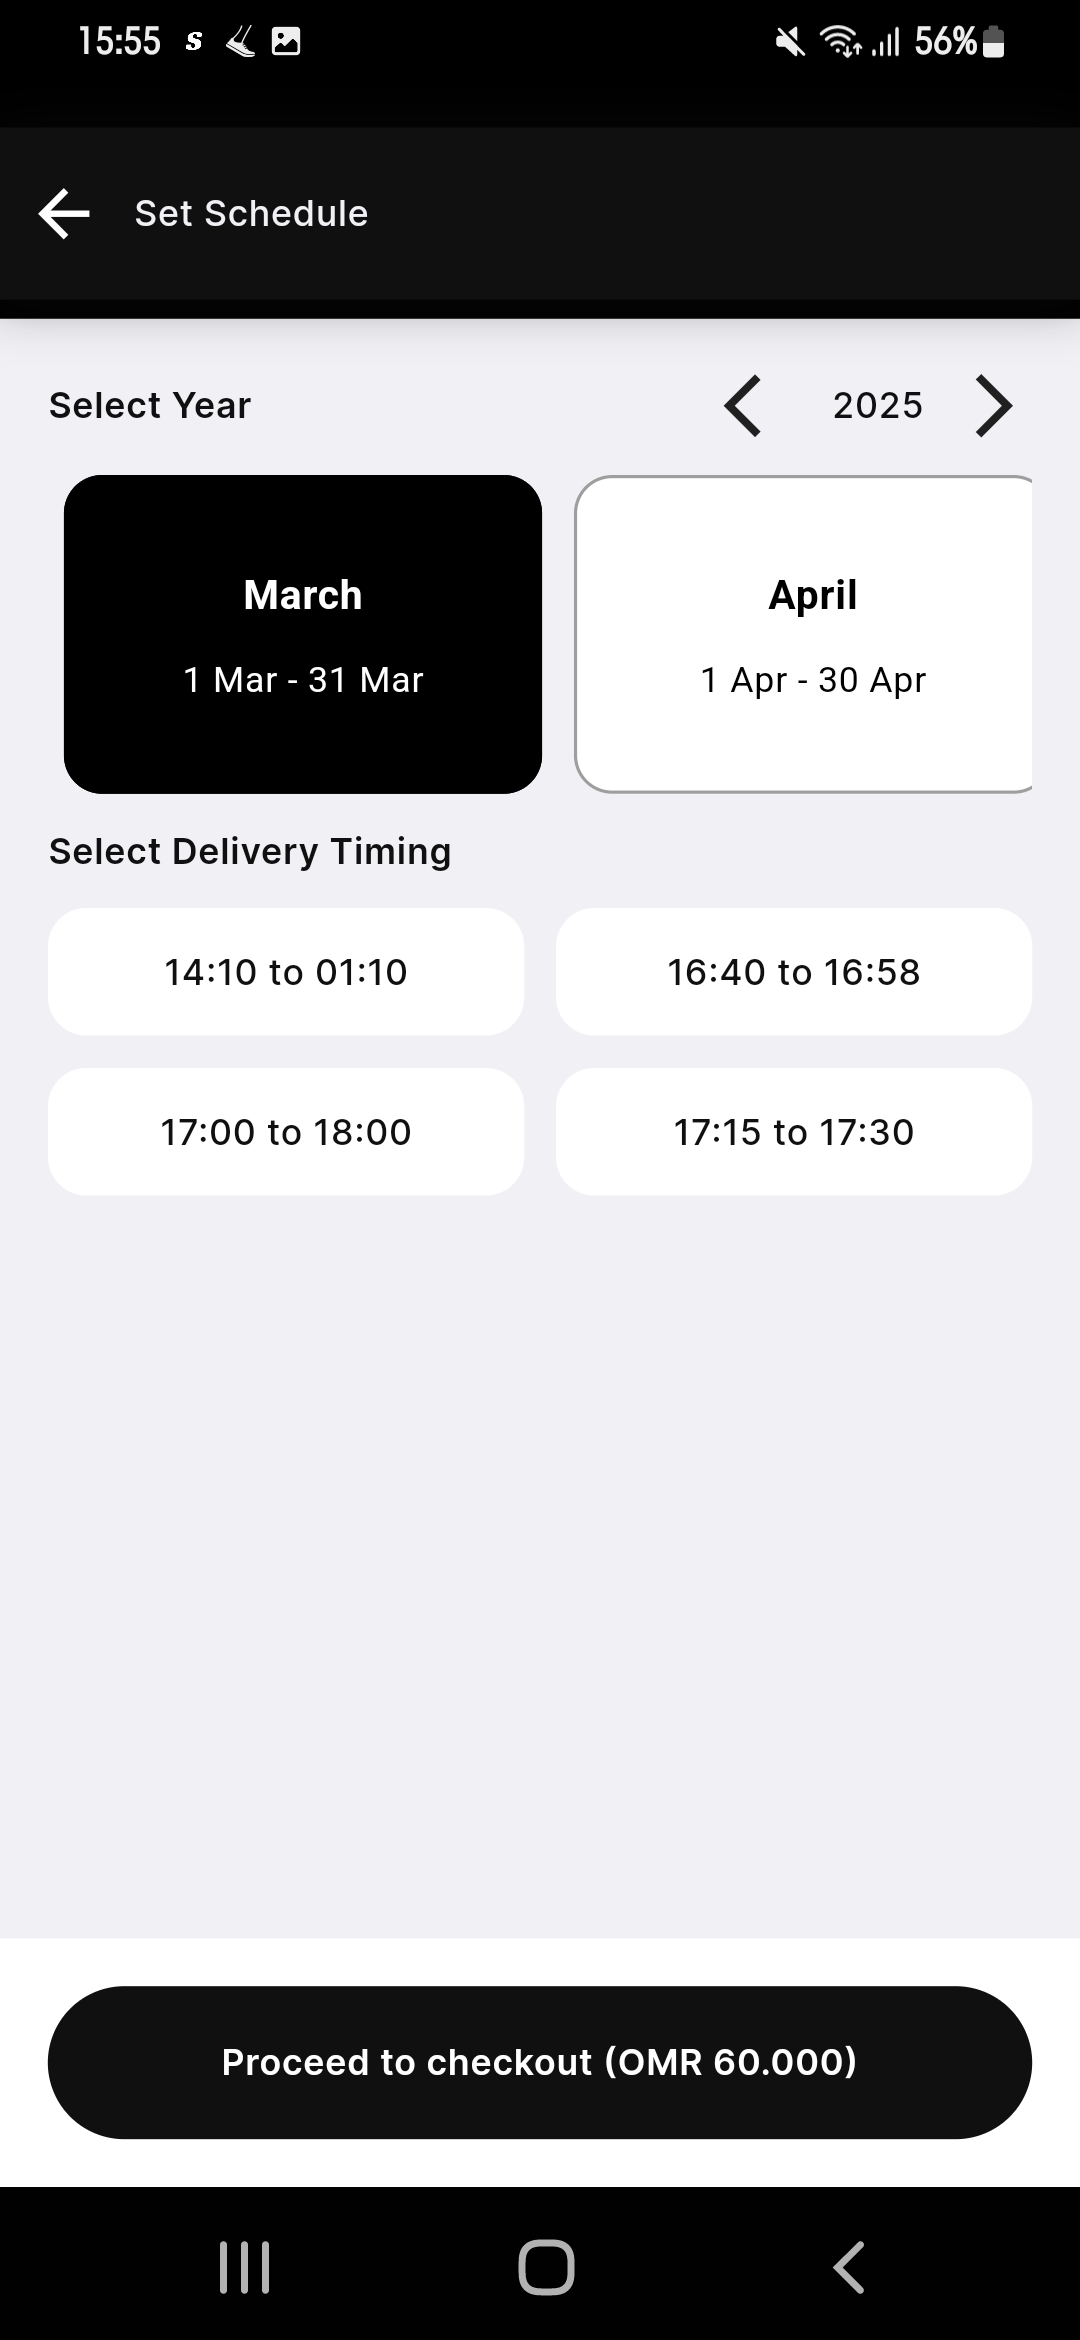 15:55 S 56%
Set Schedule
Select Year 2025
March April
1 Mar - 31 Mar 1 Apr - 30 Apr
Select Delivery Timing
14:10 to 01:10 16:40 to 16:58
17:00 to 18:00 17:15 to 17:30
Proceed to checkout (OMR 60.000)